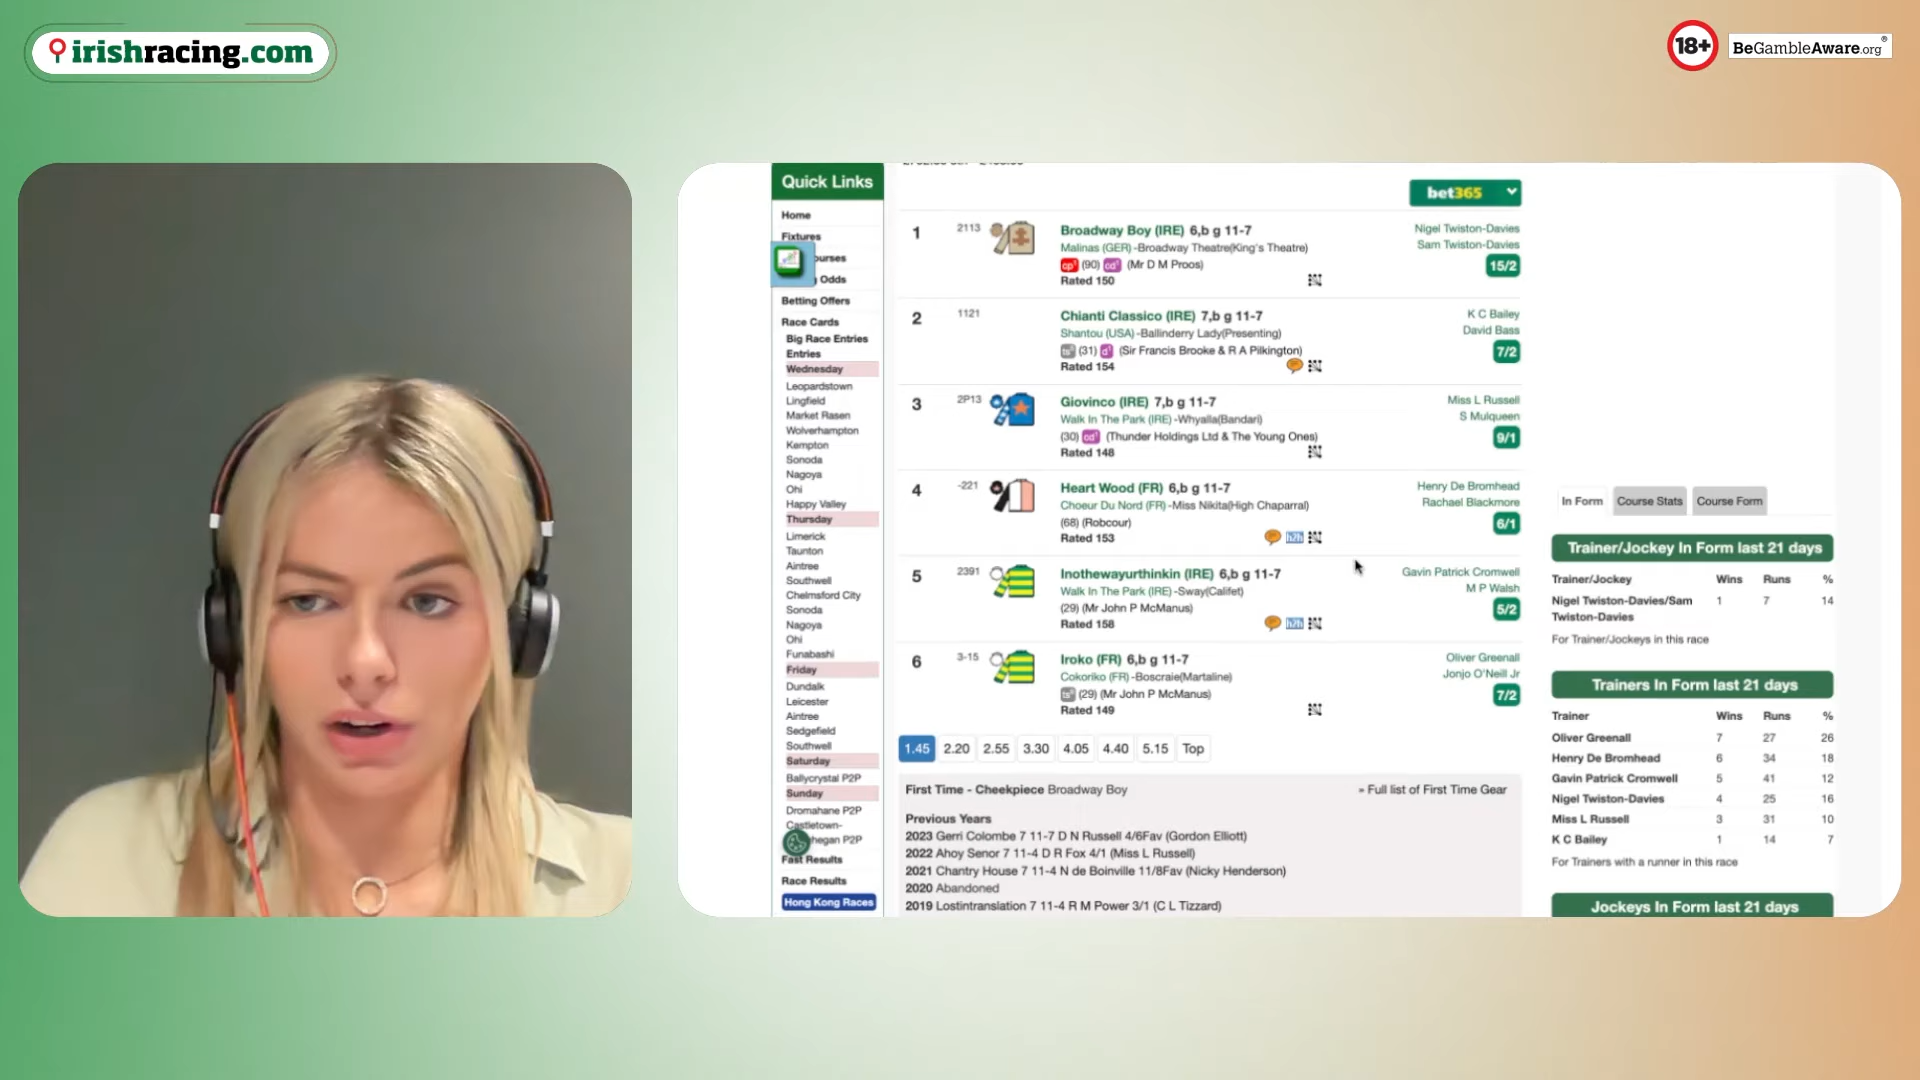 irishracing.com
18+
BeGambleAware.org®
Quick Links
Home
Fixtures
ourses
Odds
Betting Offers
Race Cards
Big Race Entries
Entries
Wednesday
Leopardstown
Lingfield
Market Rasen
Wolverhampton
Kempton
Sonoda
Nagoya
Ohi
Happy Valley
Thursday
Limerick
Taunton
Aintree
Southwell
Chelmsford City
Sonoda
Nagoya
Ohi
Funabashi
Friday
Dundalk
Leicester
Aintree
Sedgefield
Southwell
Saturday
Ballycrystal P2P
Sunday
Dromahane P2P
Castletown-
hegan P2P
Fast Results
Race Results
Hong Kong Races
bet365
1 2113 Broadway Boy (IRE) 6,b g 11-7 Nigel Twiston-Davies
Malinas (GER) -Broadway Theatre(King's Theatre) Sam Twiston-Davies
cp1 (90) cd1 (Mr D M Proos) 15/2
Rated 150
2 1121 Chianti Classico (IRE) 7,b g 11-7 K C Bailey
Shantou (USA) -Ballinderry Lady(Presenting) David Bass
(31) d1 (Sir Francis Brooke & R A Pilkington) 7/2
Rated 154
3 2P13 Giovinco (IRE) 7,b g 11-7 Miss L Russell
Walk In The Park (IRE) -Whyalla(Bandari) S Mulqueen
(30) cd1 (Thunder Holdings Ltd & The Young Ones) 9/1
Rated 148
4 -221 Heart Wood (FR) 6,b g 11-7 Henry De Bromhead
Choeur Du Nord (FR) -Miss Nikita(High Chaparral) Rachael Blackmore
(68) (Robcour) 6/1
Rated 153 h2h
5 2391 Inothewayurthinkin (IRE) 6,b g 11-7 Gavin Patrick Cromwell
Walk In The Park (IRE) -Sway(Califet) M P Walsh
(29) (Mr John P McManus) 5/2
Rated 158 h2h
6 3-15 Iroko (FR) 6,b g 11-7 Oliver Greenall
Cokoriko (FR) -Boscraie(Martaline) Jonjo O'Neill Jr
(29) (Mr John P McManus) 7/2
Rated 149
1.45 2.20 2.55 3.30 4.05 4.40 5.15 Top
First Time - Cheekpiece Broadway Boy » Full list of First Time Gear
Previous Years
2023 Gerri Colombe 7 11-7 D N Russell 4/6Fav (Gordon Elliott)
2022 Ahoy Senor 7 11-4 D R Fox 4/1 (Miss L Russell)
2021 Chantry House 7 11-4 N de Boinville 11/8Fav (Nicky Henderson)
2020 Abandoned
2019 Lostintranslation 7 11-4 R M Power 3/1 (C L Tizzard)
In Form Course Stats Course Form
Trainer/Jockey In Form last 21 days
Trainer/Jockey Wins Runs %
Nigel Twiston-Davies/Sam 1 7 14
Twiston-Davies
For Trainer/Jockeys in this race
Trainers In Form last 21 days
Trainer Wins Runs %
Oliver Greenall 7 27 26
Henry De Bromhead 6 34 18
Gavin Patrick Cromwell 5 41 12
Nigel Twiston-Davies 4 25 16
Miss L Russell 3 31 10
K C Bailey 1 14 7
For Trainers with a runner in this race
Jockeys In Form last 21 days